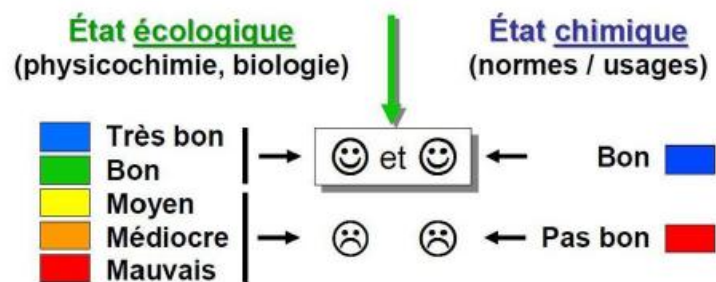 État écologique
(physicochimie, biologie)
État chimique
(normes / usages)
Très bon
Bon
Moyen
Médiocre
Mauvais
et
Bon
Pas bon